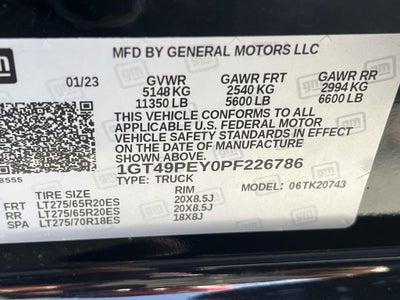 gm
MFD BY GENERAL MOTORS LLC
01/23 GVWR GAWR FRT GAWR RR
5148 KG 2540 KG 2994 KG
11350 LB 5600 LB 6600 LB
THIS VEHICLE CONFORMS TO ALL
APPLICABLE U.S. FEDERAL MOTOR
VEHICLE SAFETY STANDARDS IN EFFECT
ON THE DATE OF MANUFACTURE SHOWN ABOVE.
1GT49PEY0PF226786
8555 TYPE: TRUCK MODEL: 06TK20743
TIRE SIZE RIM
FRT LT275/65R20ES 20X8.5J
RR LT275/65R20ES 20X8.5J
SPA LT275/70R18ES 18X8J